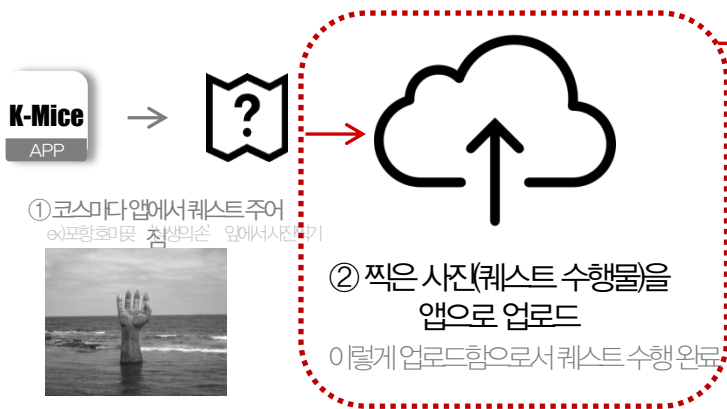 K-Mice
APP
?
① 코스마다 앱에서 퀘스트 주어
짐
ex)포항 호미곶 '상생의손' 앞에서 사진찍기
② 찍은 사진(퀘스트 수행물)을
앱으로 업로드
이렇게 업로드함으로서 퀘스트 수행 완료